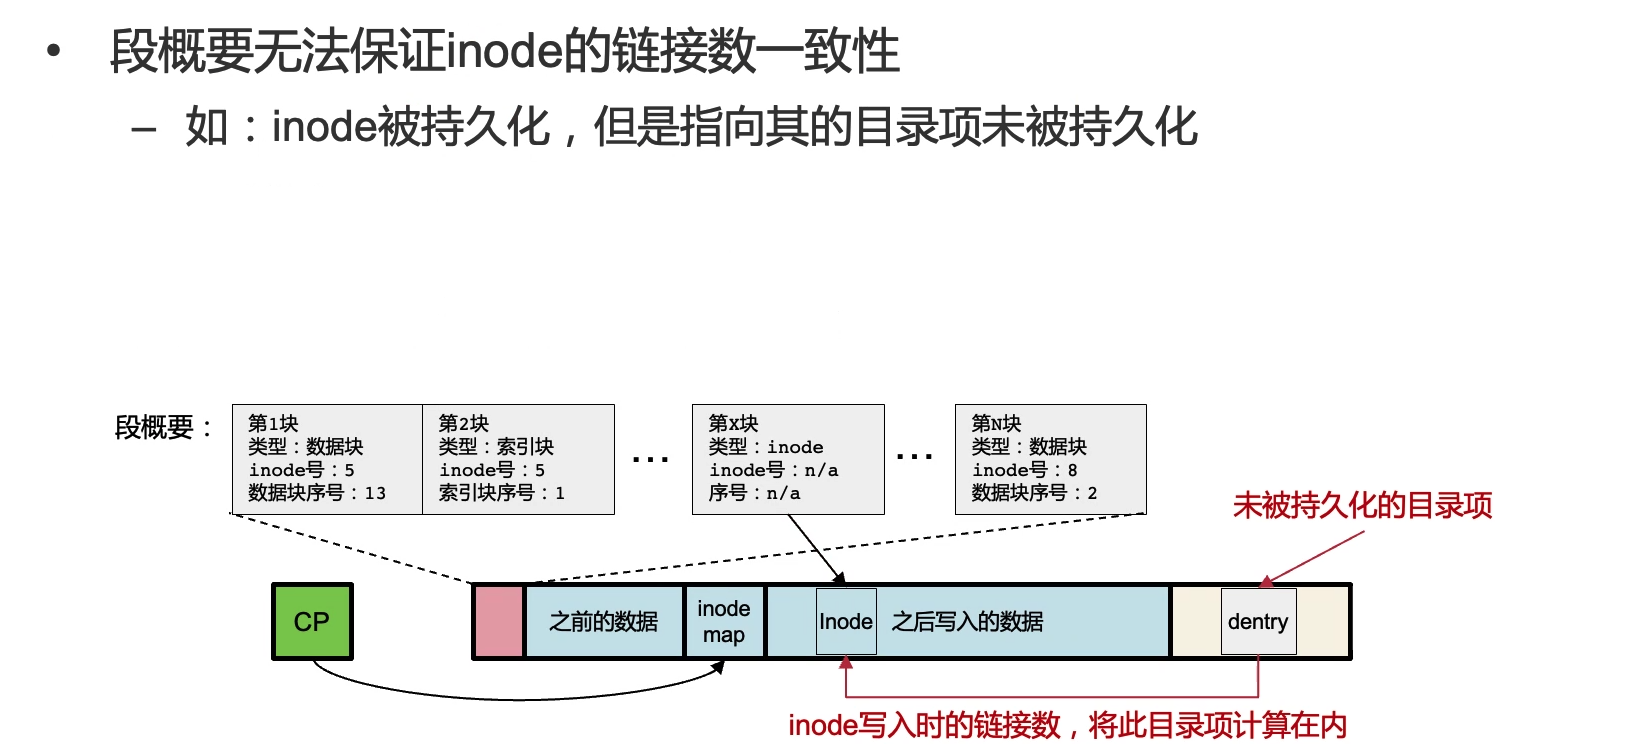 • 段概要无法保证inode的链接数一致性
– 如：inode被持久化，但是指向其的目录项未被持久化
段概要：
第1块
类型：数据块
inode号：5
数据块序号：13
第2块
类型：索引块
inode号：5
索引块序号：1
...
第X块
类型：inode
inode号：n/a
序号：n/a
...
第N块
类型：数据块
inode号：8
数据块序号：2
未被持久化的目录项
CP
之前的数据
inode
map
Inode
之后写入的数据
dentry
inode写入时的链接数，将此目录项计算在内